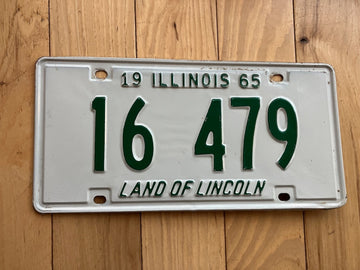 19 ILLINOIS 65
16 479
LAND OF LINCOLN